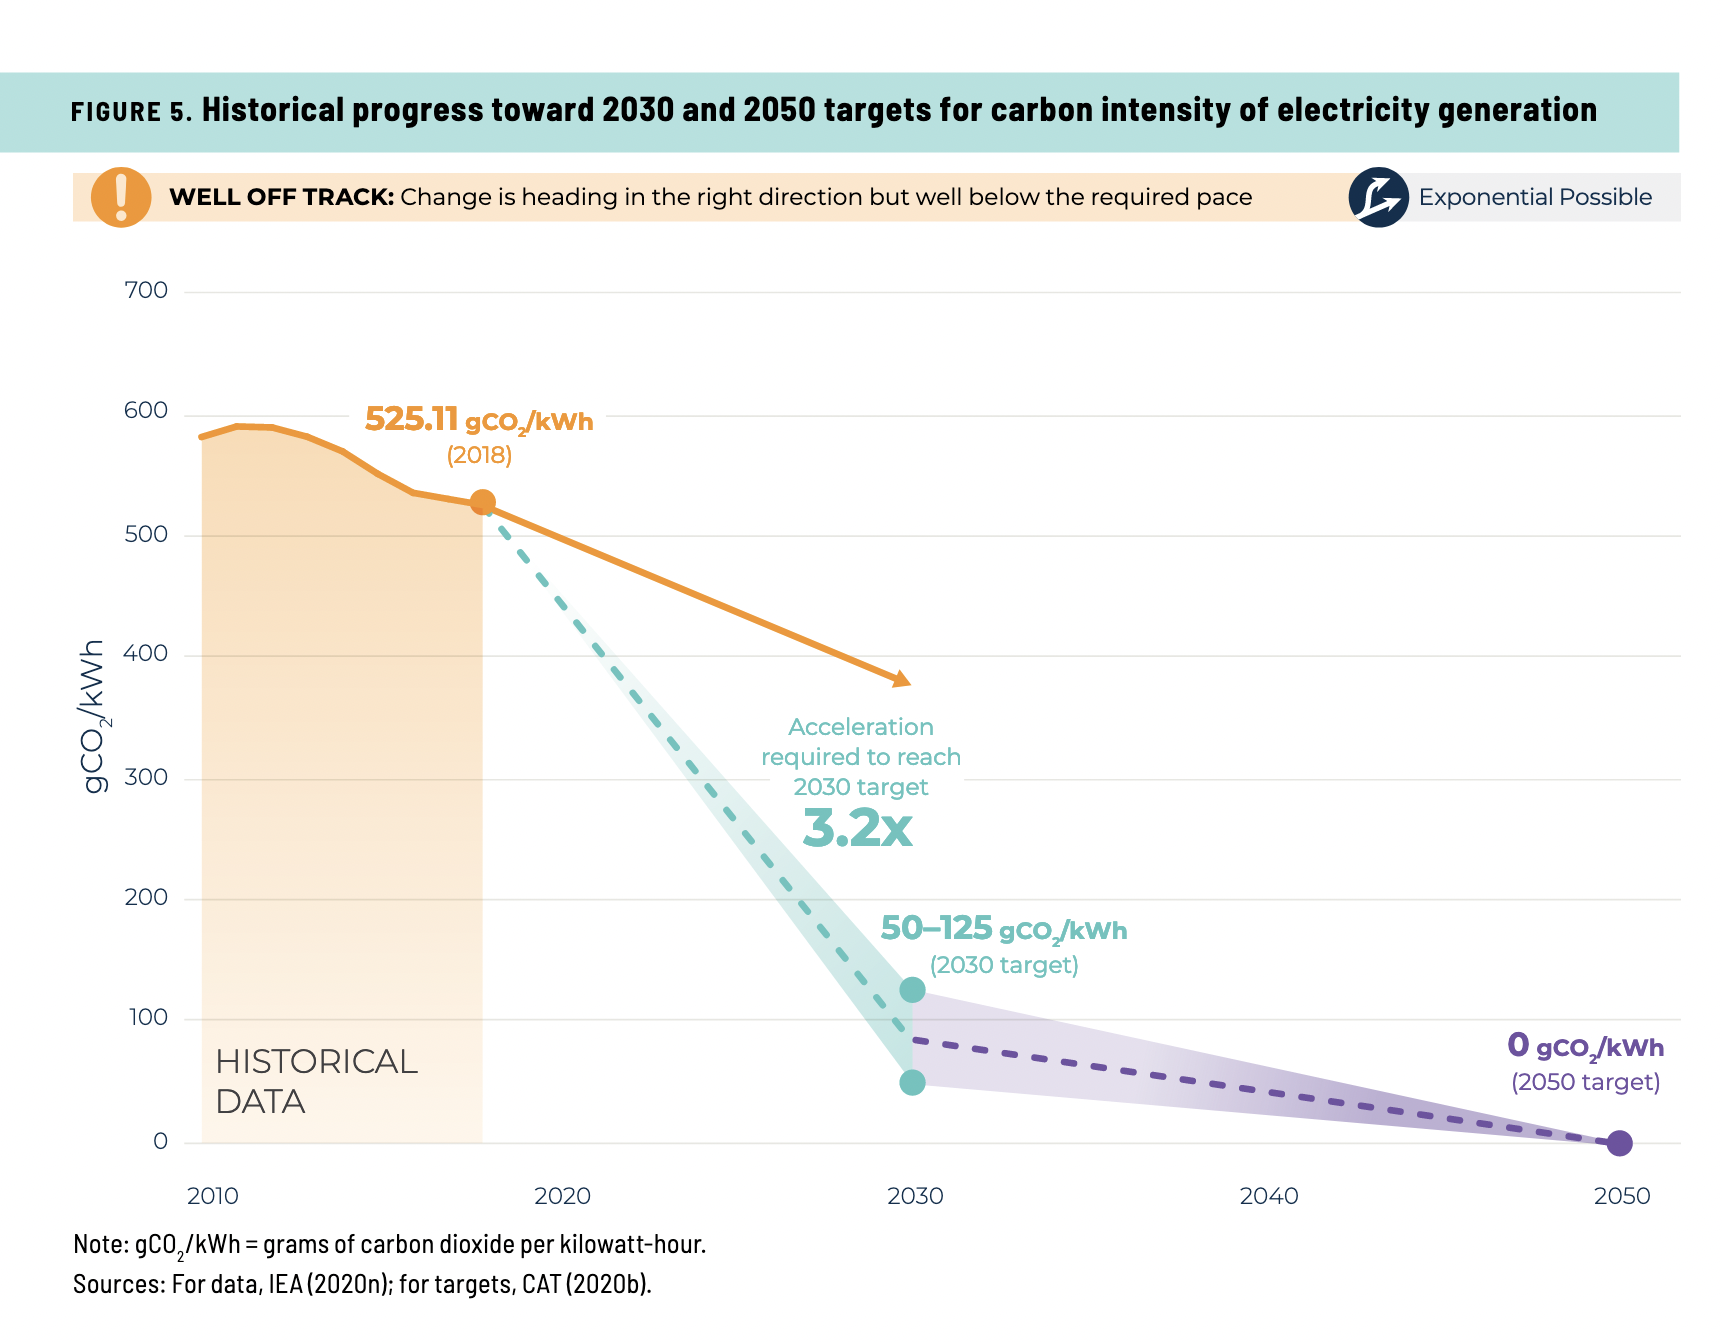 FIGURE 5. Historical progress toward 2030 and 2050 targets for carbon intensity of electricity generation
WELL OFF TRACK: Change is heading in the right direction but well below the required pace
Exponential Possible
700
600
500
400
300
200
100
0
gCO₂/kWh
525.11 gCO₂/kWh
(2018)
Acceleration
required to reach
2030 target
3.2x
50–125 gCO₂/kWh
(2030 target)
0 gCO₂/kWh
(2050 target)
HISTORICAL
DATA
2010
2020
2030
2040
2050
Note: gCO₂/kWh = grams of carbon dioxide per kilowatt-hour.
Sources: For data, IEA (2020n); for targets, CAT (2020b).